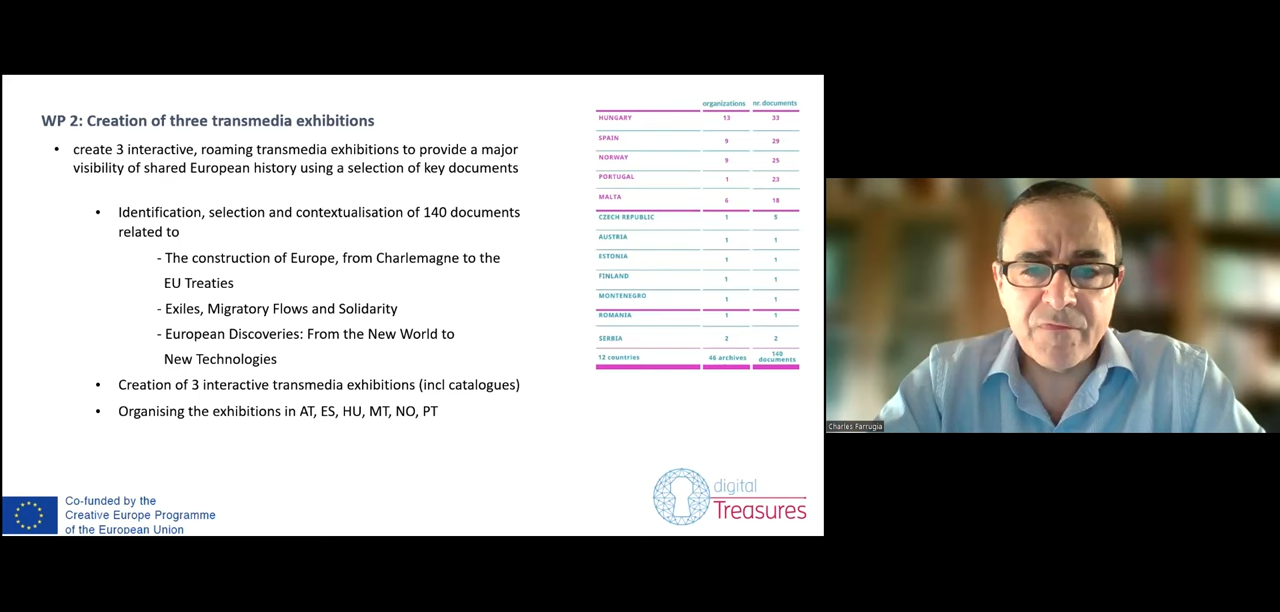 WP 2: Creation of three transmedia exhibitions
• create 3 interactive, roaming transmedia exhibitions to provide a major
visibility of shared European history using a selection of key documents
• Identification, selection and contextualisation of 140 documents
related to
- The construction of Europe, from Charlemagne to the
EU Treaties
- Exiles, Migratory Flows and Solidarity
- European Discoveries: From the New World to
New Technologies
• Creation of 3 interactive transmedia exhibitions (incl catalogues)
• Organising the exhibitions in AT, ES, HU, MT, NO, PT
organizations nr. documents
HUNGARY 13 33
SPAIN 9 29
NORWAY 9 25
PORTUGAL 1 23
MALTA 6 18
CZECH REPUBLIC 1 5
AUSTRIA 1 1
ESTONIA 1 1
FINLAND 1 1
MONTENEGRO 1 1
ROMANIA 1 1
SERBIA 2 2
12 countries 46 archives 140 documents
Co-funded by the
Creative Europe Programme
of the European Union
digital
Treasures
Charles Farrugia